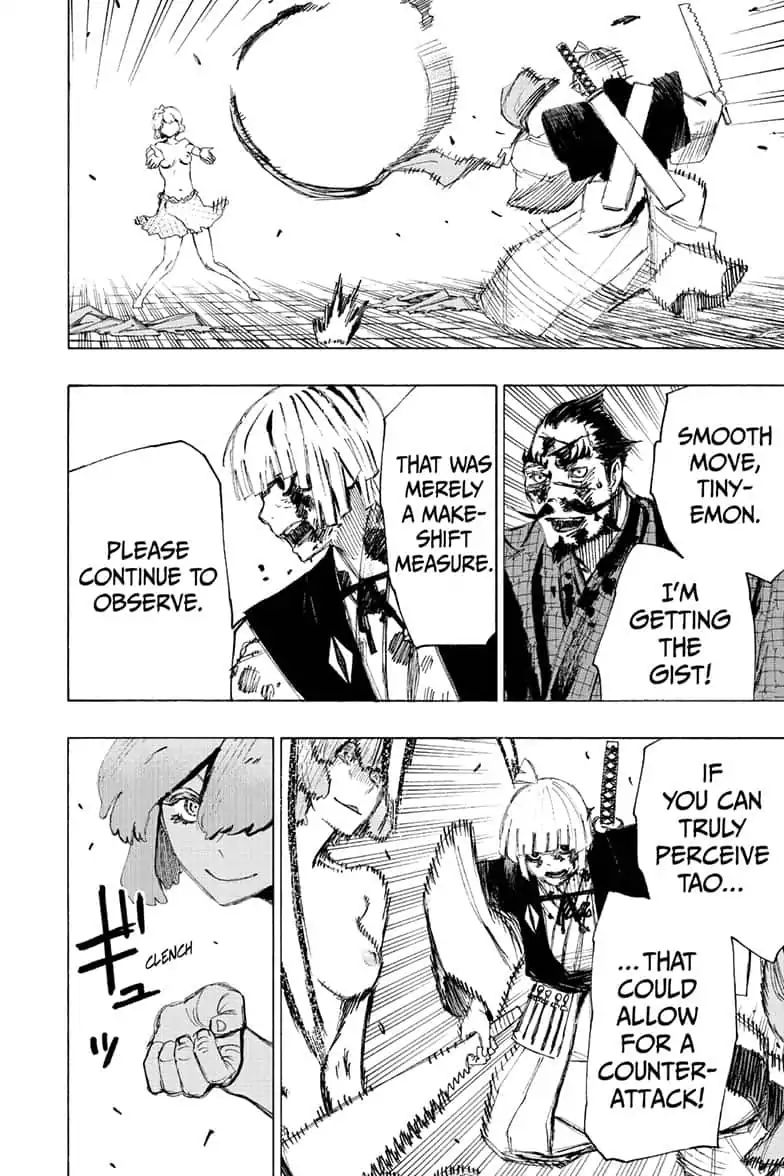 SMOOTH
MOVE,
TINY-
EMON.
I'M
GETTING
THE
GIST!
THAT WAS
MERELY
A MAKE-
SHIFT
MEASURE.
PLEASE
CONTINUE TO
OBSERVE.
IF
YOU CAN
TRULY
PERCEIVE
TAO...
...THAT
COULD
ALLOW
FOR A
COUNTER-
ATTACK!
ギュッ
CLENCH